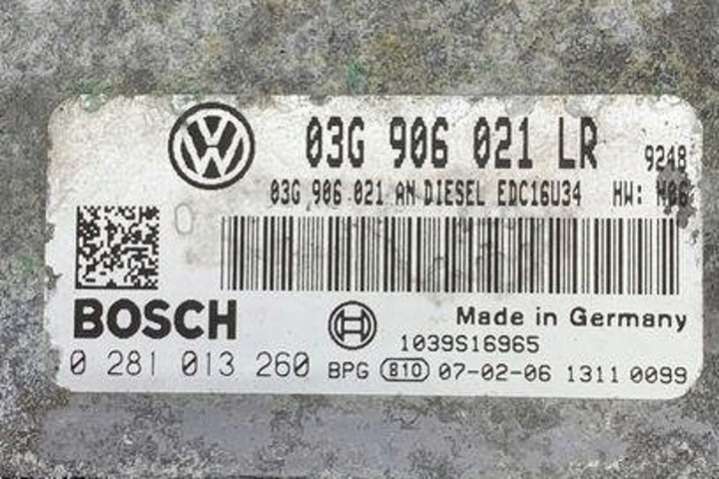 03G 906 021 LR 9248
03G 906 021 AN DIESEL EDC16U34 HW: H06
BOSCH
Made in Germany
1039S16965
0 281 013 260 BPG 810 07-02-06 1311 0099